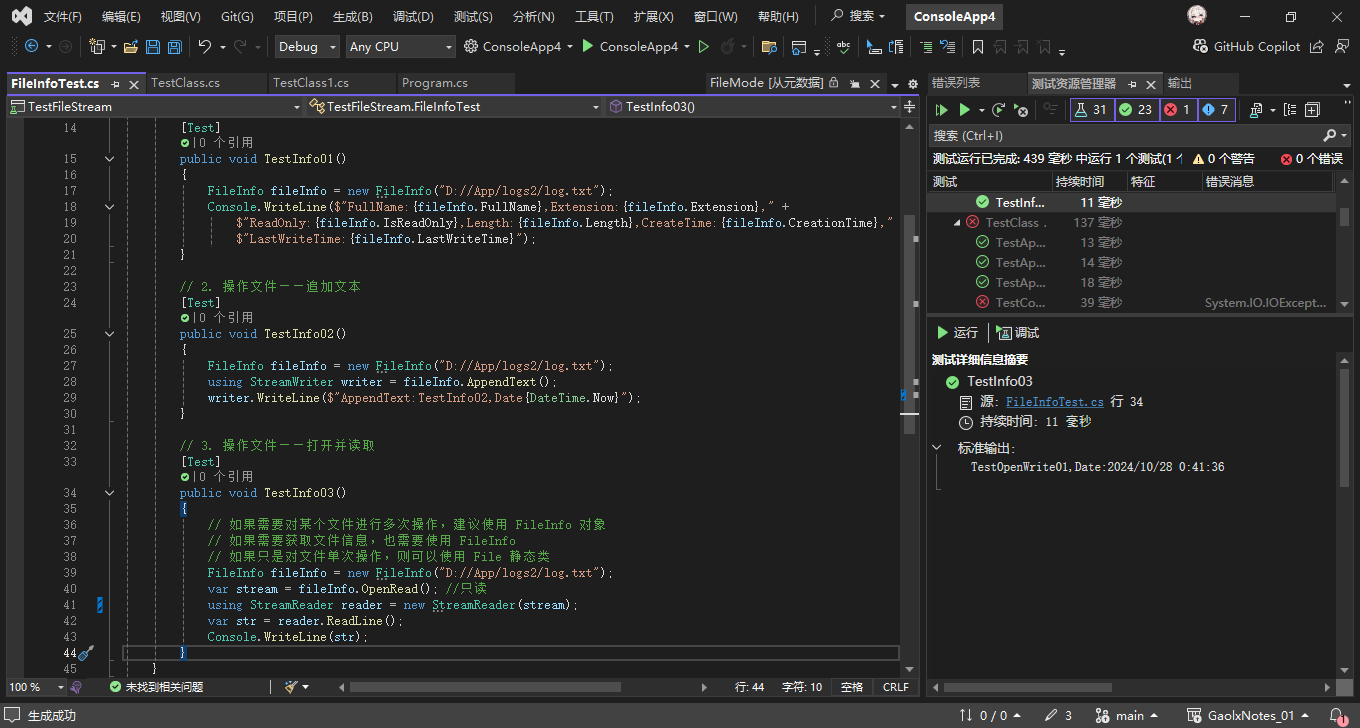 文件(F) 编辑(E) 视图(V) Git(G) 项目(P) 生成(B) 调试(D) 测试(S) 分析(N) 工具(T) 扩展(X) 窗口(W) 帮助(H) 搜索 ConsoleApp4
Debug Any CPU ConsoleApp4 ConsoleApp4 GitHub Copilot
FileInfoTest.cs TestClass.cs TestClass1.cs Program.cs FileMode [从元数据] 错误列表 测试资源管理器 输出
TestFileStream TestFileStream.FileInfoTest TestInfo03()
31 23 1 7
搜索 (Ctrl+I)
测试运行已完成: 439 毫秒 中运行 1 个测试(1 0 个警告 0 个错误
测试 持续时间 特征 错误消息
TestInf... 11 毫秒
TestClass . 137 毫秒
TestAp... 13 毫秒
TestAp... 14 毫秒
TestAp... 18 毫秒
TestCo... 39 毫秒 System.IO.IOExcept...
运行 调试
测试详细信息摘要
TestInfo03
源: FileInfoTest.cs 行 34
持续时间: 11 毫秒
标准输出:
TestOpenWrite01,Date:2024/10/28 0:41:36
14 [Test]
|0 个引用
15 public void TestInfo01()
16 {
17 FileInfo fileInfo = new FileInfo("D://App/logs2/log.txt");
18 Console.WriteLine($"FullName:{fileInfo.FullName},Extension:{fileInfo.Extension}," +
19 $"ReadOnly:{fileInfo.IsReadOnly},Length:{fileInfo.Length},CreateTime:{fileInfo.CreationTime},"
20 $"LastWriteTime:{fileInfo.LastWriteTime}");
21 }
22
23 // 2. 操作文件——追加文本
24 [Test]
|0 个引用
25 public void TestInfo02()
26 {
27 FileInfo fileInfo = new FileInfo("D://App/logs2/log.txt");
28 using StreamWriter writer = fileInfo.AppendText();
29 writer.WriteLine($"AppendText:TestInfo02,Date{DateTime.Now}");
30 }
31
32 // 3. 操作文件——打开并读取
33 [Test]
|0 个引用
34 public void TestInfo03()
35 {
36 // 如果需要对某个文件进行多次操作，建议使用 FileInfo 对象
37 // 如果需要获取文件信息，也需要使用 FileInfo
38 // 如果只是对文件单次操作，则可以使用 File 静态类
39 FileInfo fileInfo = new FileInfo("D://App/logs2/log.txt");
40 var stream = fileInfo.OpenRead(); //只读
41 using StreamReader reader = new StreamReader(stream);
42 var str = reader.ReadLine();
43 Console.WriteLine(str);
44 }
45 }
100 % 未找到相关问题 行: 44 字符: 10 空格 CRLF
生成成功 0 / 0 3 main GaolxNotes_01 1